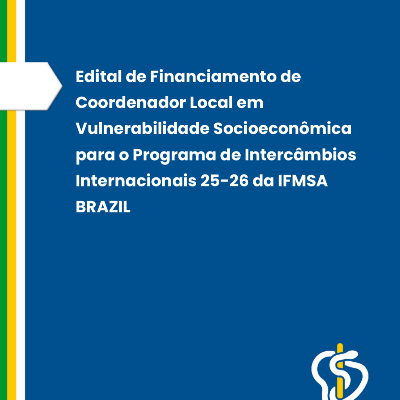 Edital de Financiamento de
Coordenador Local em
Vulnerabilidade Socioeconômica
para o Programa de Intercâmbios
Internacionais 25-26 da IFMSA
BRAZIL